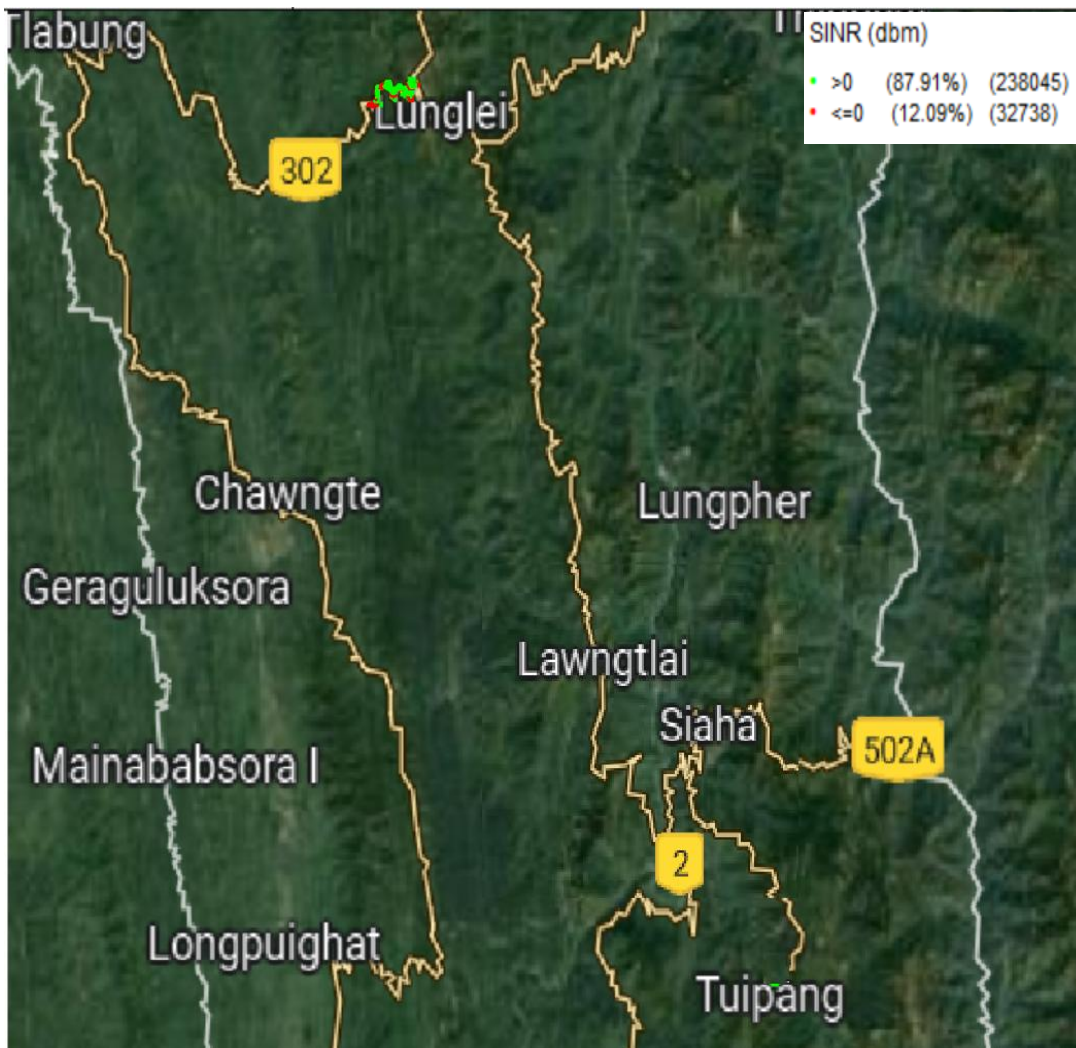 Tlabung
SINR (dbm)
>0 (87.91%) (238045)
<=0 (12.09%) (32738)
Lunglei
302
Chawngte
Lungpher
Geraguluksora
Lawngtlai
Siaha
502A
Mainababsora I
2
Longpuighat
Tuipang